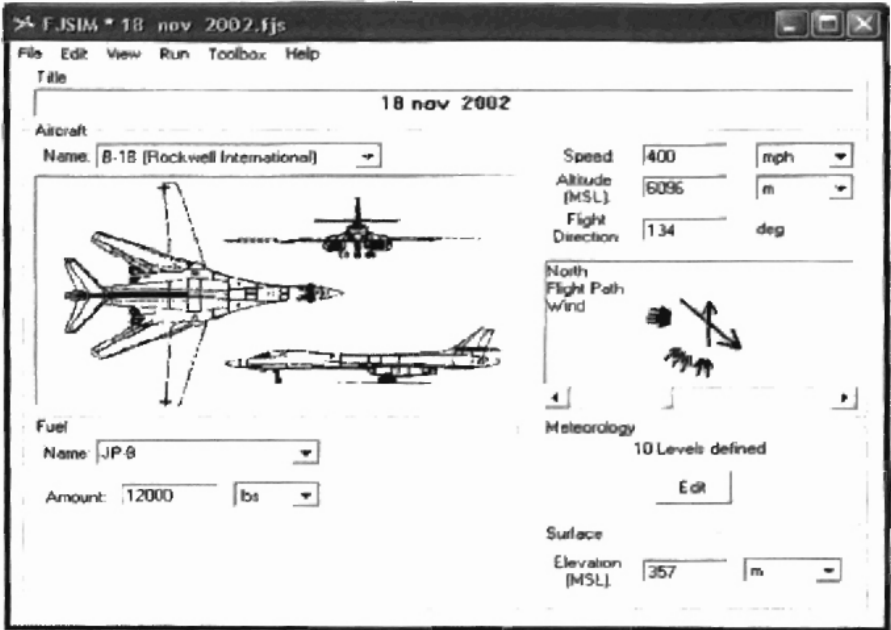 FJSIM * 18 nov 2002.fjs
File Edit View Run Toolbox Help
Title
18 nov 2002
Aircraft
Name: B-1B (Rockwell International)
Speed: 400 mph
Altitude (MSL): 6096 m
Flight Direction: 134 deg
North
Flight Path
Wind
Fuel
Name: JP-8
Amount: 12000 lbs
Meteorology
10 Levels defined
Edit
Surface
Elevation (MSL): 357 m